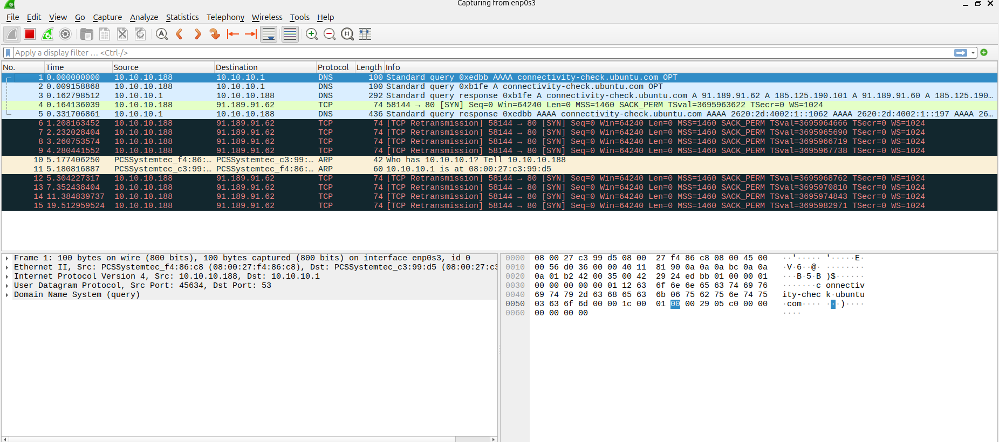 Capturing from enp0s3
File Edit View Go Capture Analyze Statistics Telephony Wireless Tools Help
Apply a display filter … <Ctrl-/>
No. Time Source Destination Protocol Length Info
1 0.000000000 10.10.10.188 10.10.10.1 DNS 100 Standard query 0xedbb AAAA connectivity-check.ubuntu.com OPT
2 0.009158868 10.10.10.188 10.10.10.1 DNS 100 Standard query 0xb1fe A connectivity-check.ubuntu.com OPT
3 0.162798512 10.10.10.1 10.10.10.188 DNS 292 Standard query response 0xb1fe A connectivity-check.ubuntu.com A 91.189.91.62 A 185.125.190.101 A 91.189.91.60 A 185.125.190…
4 0.164136039 10.10.10.188 91.189.91.62 TCP 74 58144 → 80 [SYN] Seq=0 Win=64240 Len=0 MSS=1460 SACK_PERM TSval=3695963622 TSecr=0 WS=1024
5 0.331706861 10.10.10.1 10.10.10.188 DNS 436 Standard query response 0xedbb AAAA connectivity-check.ubuntu.com AAAA 2620:2d:4002:1::1062 AAAA 2620:2d:4002:1::197 AAAA 26…
6 1.208163452 10.10.10.188 91.189.91.62 TCP 74 [TCP Retransmission] 58144 → 80 [SYN] Seq=0 Win=64240 Len=0 MSS=1460 SACK_PERM TSval=3695964666 TSecr=0 WS=1024
7 2.232028404 10.10.10.188 91.189.91.62 TCP 74 [TCP Retransmission] 58144 → 80 [SYN] Seq=0 Win=64240 Len=0 MSS=1460 SACK_PERM TSval=3695965690 TSecr=0 WS=1024
8 3.260753574 10.10.10.188 91.189.91.62 TCP 74 [TCP Retransmission] 58144 → 80 [SYN] Seq=0 Win=64240 Len=0 MSS=1460 SACK_PERM TSval=3695966719 TSecr=0 WS=1024
9 4.280441552 10.10.10.188 91.189.91.62 TCP 74 [TCP Retransmission] 58144 → 80 [SYN] Seq=0 Win=64240 Len=0 MSS=1460 SACK_PERM TSval=3695967738 TSecr=0 WS=1024
10 5.177406250 PCSSystemtec_f4:86:… PCSSystemtec_c3:99:… ARP 42 Who has 10.10.10.1? Tell 10.10.10.188
11 5.180816887 PCSSystemtec_c3:99:… PCSSystemtec_f4:86:… ARP 60 10.10.10.1 is at 08:00:27:c3:99:d5
12 5.304227317 10.10.10.188 91.189.91.62 TCP 74 [TCP Retransmission] 58144 → 80 [SYN] Seq=0 Win=64240 Len=0 MSS=1460 SACK_PERM TSval=3695968762 TSecr=0 WS=1024
13 7.352438404 10.10.10.188 91.189.91.62 TCP 74 [TCP Retransmission] 58144 → 80 [SYN] Seq=0 Win=64240 Len=0 MSS=1460 SACK_PERM TSval=3695970810 TSecr=0 WS=1024
14 11.384839737 10.10.10.188 91.189.91.62 TCP 74 [TCP Retransmission] 58144 → 80 [SYN] Seq=0 Win=64240 Len=0 MSS=1460 SACK_PERM TSval=3695974843 TSecr=0 WS=1024
15 19.512959524 10.10.10.188 91.189.91.62 TCP 74 [TCP Retransmission] 58144 → 80 [SYN] Seq=0 Win=64240 Len=0 MSS=1460 SACK_PERM TSval=3695982971 TSecr=0 WS=1024
Frame 1: 100 bytes on wire (800 bits), 100 bytes captured (800 bits) on interface enp0s3, id 0
Ethernet II, Src: PCSSystemtec_f4:86:c8 (08:00:27:f4:86:c8), Dst: PCSSystemtec_c3:99:d5 (08:00:27:c3
Internet Protocol Version 4, Src: 10.10.10.188, Dst: 10.10.10.1
User Datagram Protocol, Src Port: 45634, Dst Port: 53
Domain Name System (query)
0000 08 00 27 c3 99 d5 08 00 27 f4 86 c8 08 00 45 00 ··'····· '·····E·
0010 00 56 d0 36 00 00 40 11 81 90 0a 0a 0a bc 0a 0a ·V·6··@· ········
0020 0a 01 b2 42 00 35 00 42 29 24 ed bb 01 00 00 01 ···B·5·B )$······
0030 00 00 00 00 00 01 12 63 6f 6e 6e 65 63 74 69 76 ·······c onnectiv
0040 69 74 79 2d 63 68 65 63 6b 06 75 62 75 6e 74 75 ity-chec k·ubuntu
0050 03 63 6f 6d 00 00 1c 00 01 00 00 29 05 c0 00 00 ·com···· ···)····
0060 00 00 00 00 ····